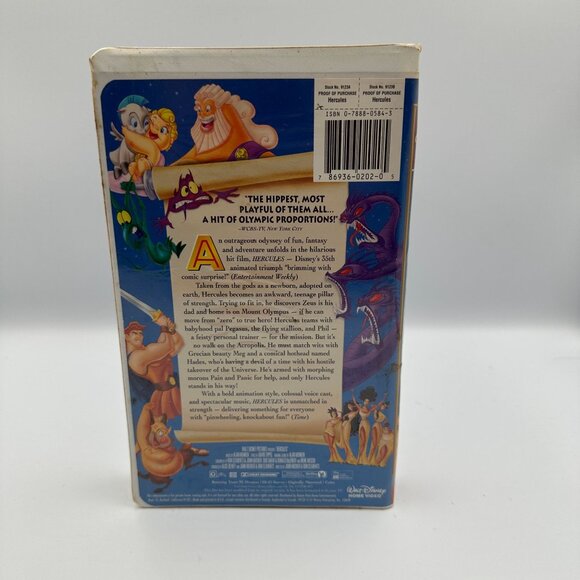 Stock No. 91250
PROOF OF PURCHASE
Hercules
PROOF OF PURCHASE
Hercules
ISBN 0-7888-0584-3
7 86936-0202-0 5
"THE HIPPEST, MOST
PLAYFUL OF THEM ALL...
A HIT OF OLYMPIC PROPORTIONS!"
-WCBS-TV, NEW YORK CITY
An outrageous odyssey of fun, fantasy
and adventure unfolds in the hilarious
hit film, HERCULES – Disney's 35th
animated triumph "brimming with
comic surprise!" (Entertainment Weekly)
Taken from the gods as a newborn, adopted on
earth, Hercules becomes an awkward, teenage pillar
of strength. Trying to fit in, he discovers Zeus is his
dad and home is on Mount Olympus – if he can
move from "zero" to true hero! Hercules teams with
babyhood pal Pegasus, the flying stallion, and Phil –
a feisty personal trainer – for the mission. But it's
no walk on the Acropolis. He must match wits with
Grecian beauty Meg and a comical hothead named
Hades, who's having a devil of a time with his hostile
takeover of the Universe. He's armed with morphing
morons Pain and Panic for help, and only Hercules
stands in his way!
With a bold animation style, colossal voice cast,
and spectacular music, HERCULES is unmatched in
strength – delivering something for everyone
with "pinwheeling, knockabout fun!" (Time)
WALT DISNEY
HOME VIDEO